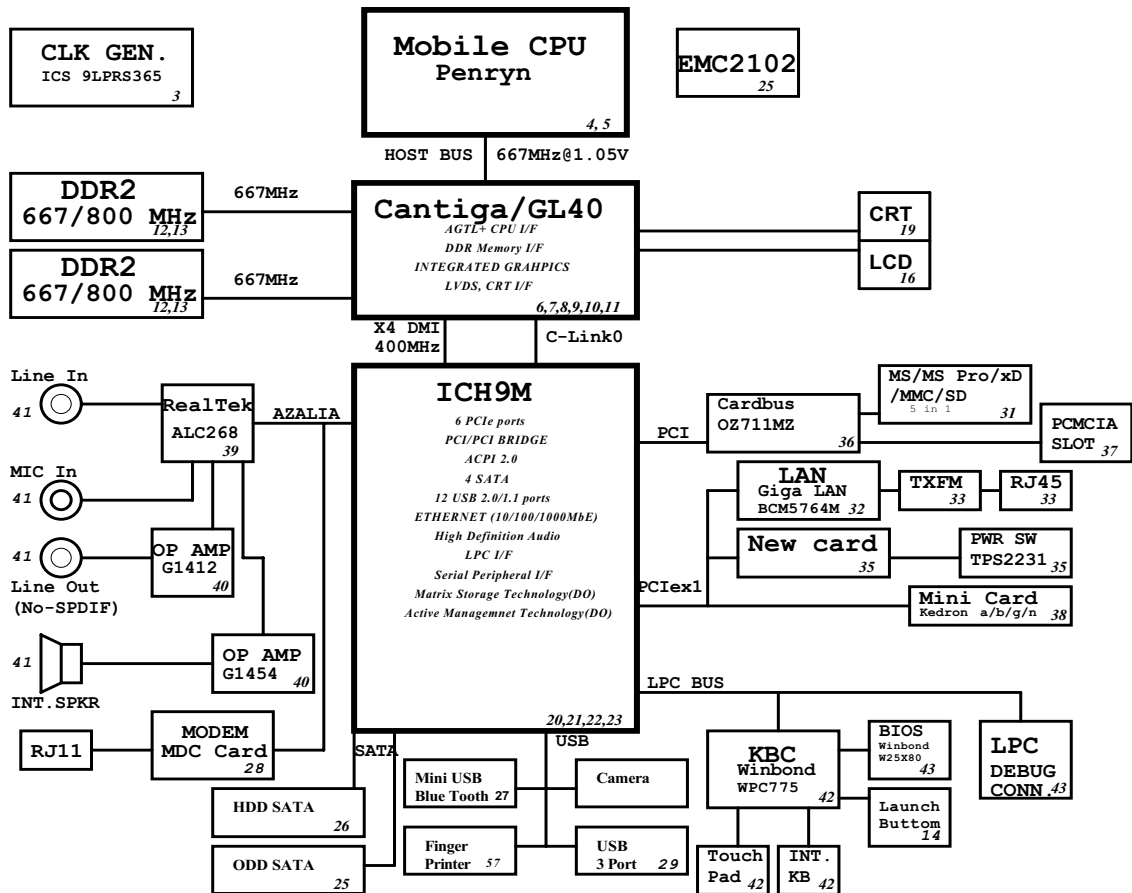 CLK GEN.
ICS 9LPRS365
3
Mobile CPU
Penryn
4, 5
EMC2102
25
HOST BUS 667MHz@1.05V
DDR2
667/800 MHz
12,13
667MHz
DDR2
667/800 MHz
12,13
667MHz
Cantiga/GL40
AGTL+ CPU I/F
DDR Memory I/F
INTEGRATED GRAHPICS
LVDS, CRT I/F
6,7,8,9,10,11
CRT
19
LCD
16
X4 DMI
400MHz
C-Link0
Line In
41
RealTek
ALC268
39
AZALIA
MIC In
41
41
Line Out
(No-SPDIF)
OP AMP
G1412
40
41
INT.SPKR
OP AMP
G1454
40
RJ11
MODEM
MDC Card
28
ICH9M
6 PCIe ports
PCI/PCI BRIDGE
ACPI 2.0
4 SATA
12 USB 2.0/1.1 ports
ETHERNET (10/100/1000MbE)
High Definition Audio
LPC I/F
Serial Peripheral I/F
Matrix Storage Technology(DO)
Active Managemnet Technology(DO)
20,21,22,23
PCI
Cardbus
OZ711MZ
36
MS/MS Pro/xD
/MMC/SD
5 in 1
31
PCMCIA
SLOT
37
LAN
Giga LAN
BCM5764M
32
TXFM
33
RJ45
33
New card
35
PWR SW
TPS2231
35
PCIex1
Mini Card
Kedron a/b/g/n
38
LPC BUS
KBC
Winbond
WPC775
42
BIOS
Winbond
W25X80
43
LPC
DEBUG
CONN.
43
Launch
Buttom
14
Touch
Pad
42
INT.
KB
42
SATA
USB
HDD SATA
26
ODD SATA
25
Mini USB
Blue Tooth
27
Camera
Finger
Printer
57
USB
3 Port
29